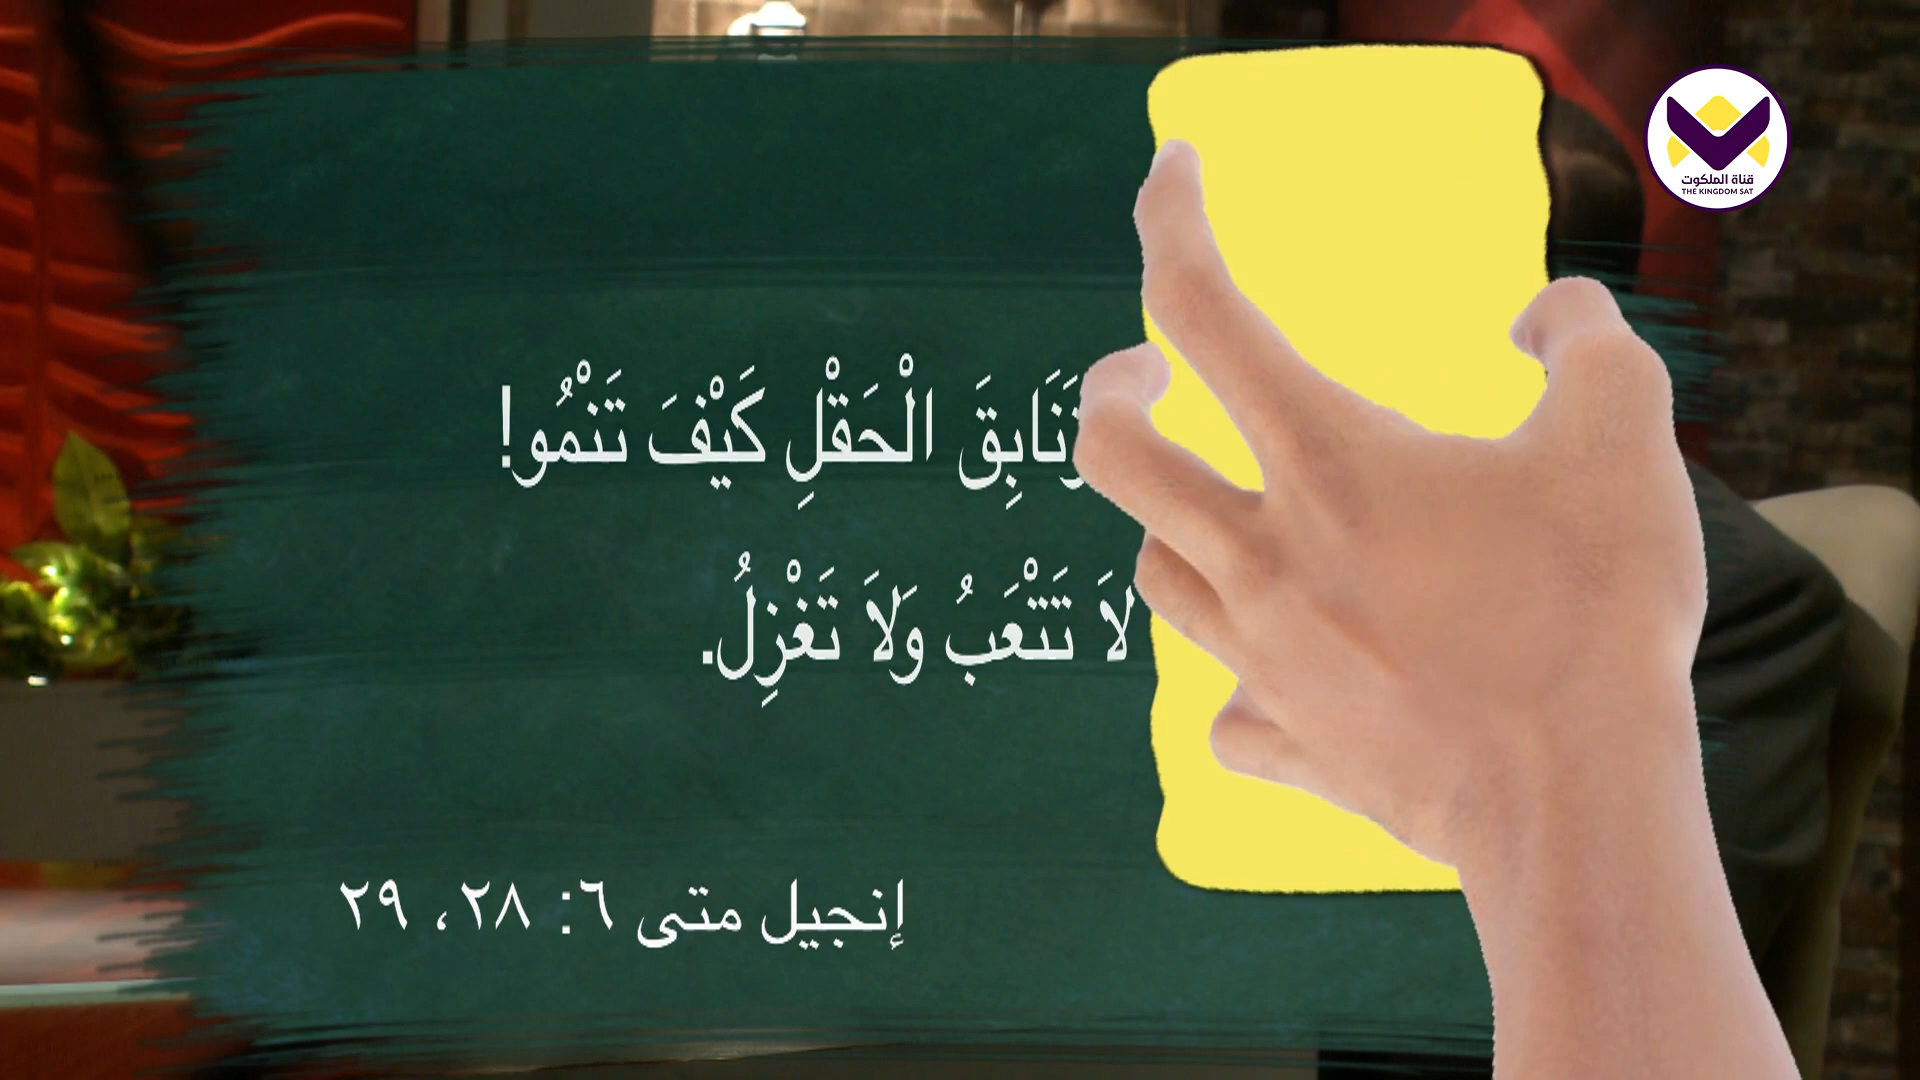 زَنَابِقَ الْحَقْلِ كَيْفَ تَنْمُو!
لاَ تَتْعَبُ وَلاَ تَغْزِلُ.
إنجيل متى ٦: ٢٨، ٢٩
قناة الملكوت
THE KINGDOM SAT